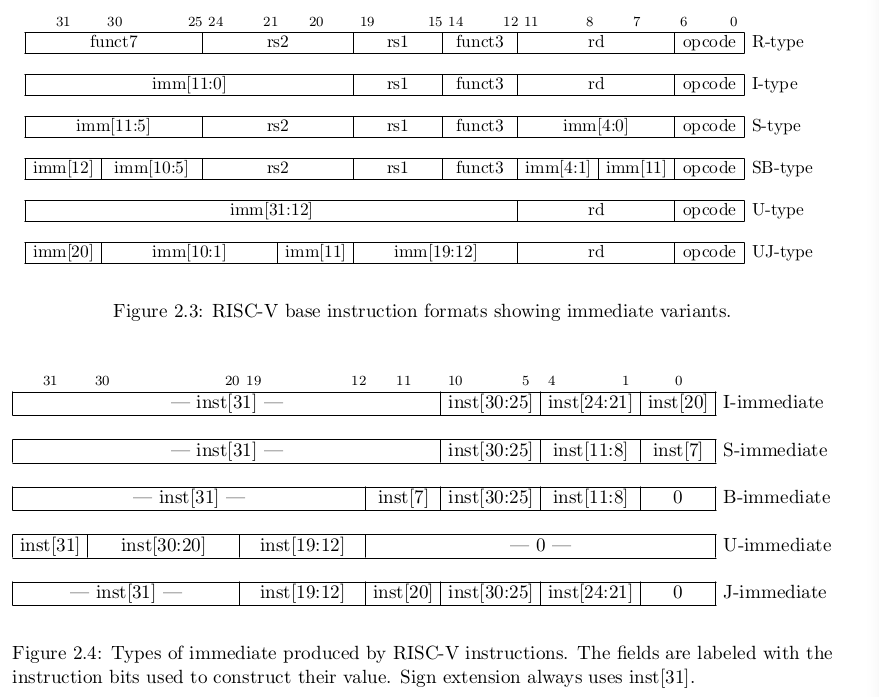 31 30 25 24 21 20 19 15 14 12 11 8 7 6 0
funct7 rs2 rs1 funct3 rd opcode R-type
imm[11:0] rs1 funct3 rd opcode I-type
imm[11:5] rs2 rs1 funct3 imm[4:0] opcode S-type
imm[12] imm[10:5] rs2 rs1 funct3 imm[4:1] imm[11] opcode SB-type
imm[31:12] rd opcode U-type
imm[20] imm[10:1] imm[11] imm[19:12] rd opcode UJ-type
Figure 2.3: RISC-V base instruction formats showing immediate variants.
31 30 20 19 12 11 10 5 4 1 0
— inst[31] — inst[30:25] inst[24:21] inst[20] I-immediate
— inst[31] — inst[30:25] inst[11:8] inst[7] S-immediate
— inst[31] — inst[7] inst[30:25] inst[11:8] 0 B-immediate
inst[31] inst[30:20] inst[19:12] — 0 — U-immediate
— inst[31] — inst[19:12] inst[20] inst[30:25] inst[24:21] 0 J-immediate
Figure 2.4: Types of immediate produced by RISC-V instructions. The fields are labeled with the
instruction bits used to construct their value. Sign extension always uses inst[31].